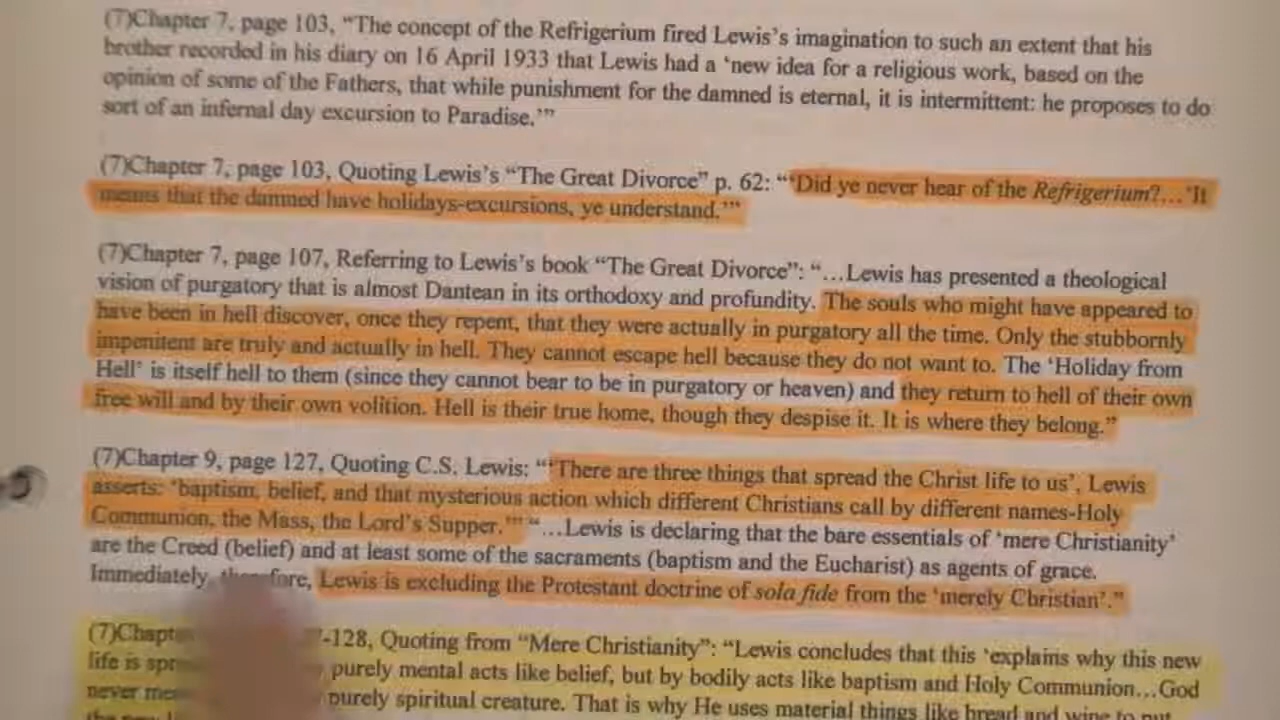 (7)Chapter 7, page 103, “The concept of the Refrigerium fired Lewis’s imagination to such an extent that his
brother recorded in his diary on 16 April 1933 that Lewis had a ‘new idea for a religious work, based on the
opinion of some of the Fathers, that while punishment for the damned is eternal, it is intermittent: he proposes to do
sort of an infernal day excursion to Paradise.’”
(7)Chapter 7, page 103, Quoting Lewis’s “The Great Divorce” p. 62: “‘Did ye never hear of the Refrigerium?...‘It
means that the damned have holidays-excursions, ye understand.’”
(7)Chapter 7, page 107, Referring to Lewis’s book “The Great Divorce”: “…Lewis has presented a theological
vision of purgatory that is almost Dantean in its orthodoxy and profundity. The souls who might have appeared to
have been in hell discover, once they repent, that they were actually in purgatory all the time. Only the stubbornly
impenitent are truly and actually in hell. They cannot escape hell because they do not want to. The ‘Holiday from
Hell’ is itself hell to them (since they cannot bear to be in purgatory or heaven) and they return to hell of their own
free will and by their own volition. Hell is their true home, though they despise it. It is where they belong.”
(7)Chapter 9, page 127, Quoting C.S. Lewis: “‘There are three things that spread the Christ life to us’, Lewis
asserts: ‘baptism, belief, and that mysterious action which different Christians call by different names-Holy
Communion, the Mass, the Lord’s Supper.’” “…Lewis is declaring that the bare essentials of ‘mere Christianity’
are the Creed (belief) and at least some of the sacraments (baptism and the Eucharist) as agents of grace.
Immediately, therefore, Lewis is excluding the Protestant doctrine of sola fide from the ‘merely Christian’.”
-128, Quoting from “Mere Christianity”: “Lewis concludes that this ‘explains why this new
life is purely mental acts like belief, but by bodily acts like baptism and Holy Communion…God
never purely spiritual creature. That is why He uses material things like bread and wine to put